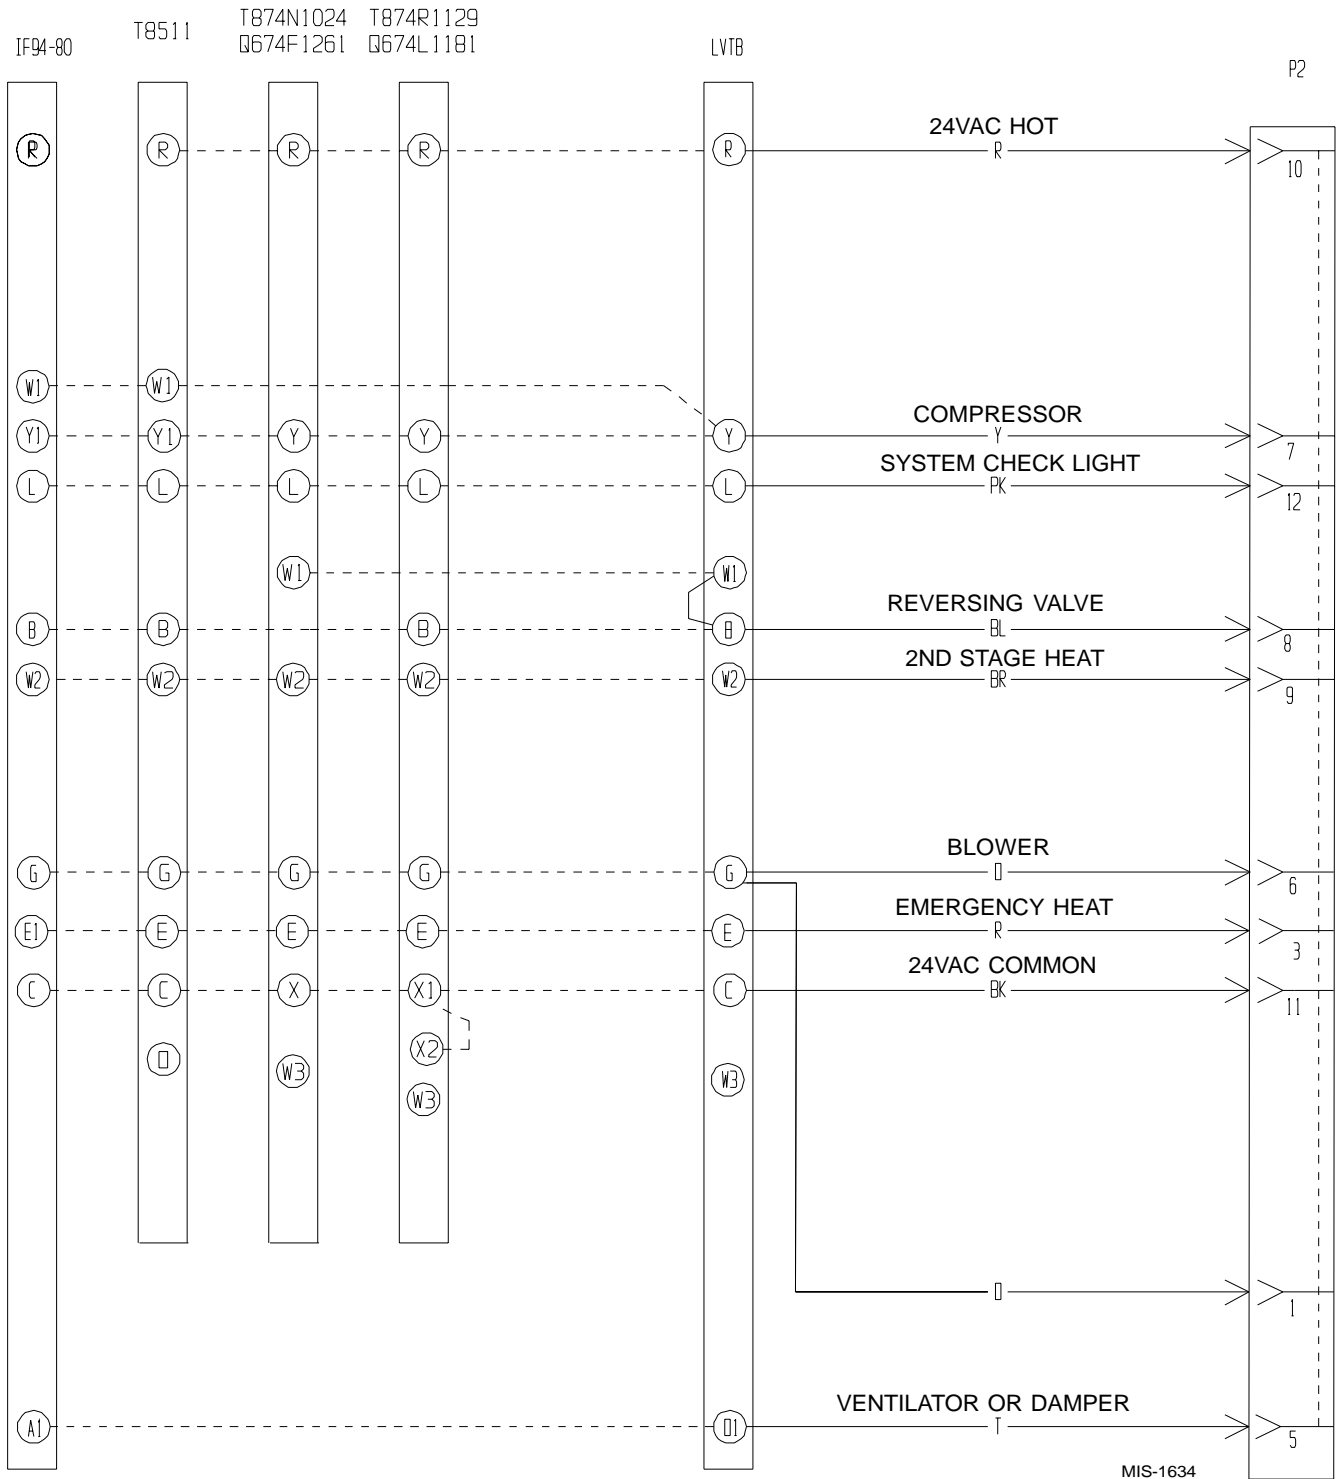 IF94-80
T8511
T874N1024
Q674F1261
T874R1129
Q674L1181
LVTB
P2
R R R R R
24VAC HOT
R
10
W1 W1
Y1 Y1 Y Y Y
COMPRESSOR
Y
7
L L L L L
SYSTEM CHECK LIGHT
PK
12
W1 W1
B B B B
REVERSING VALVE
BL
8
W2 W2 W2 W2 W2
2ND STAGE HEAT
BR
9
G G G G G
BLOWER
O
6
E1 E E E E
EMERGENCY HEAT
R
3
C C X X1 C
24VAC COMMON
BK
11
O W3 X2 W3
W3
O
1
A1 O1
VENTILATOR OR DAMPER
T
5
MIS-1634